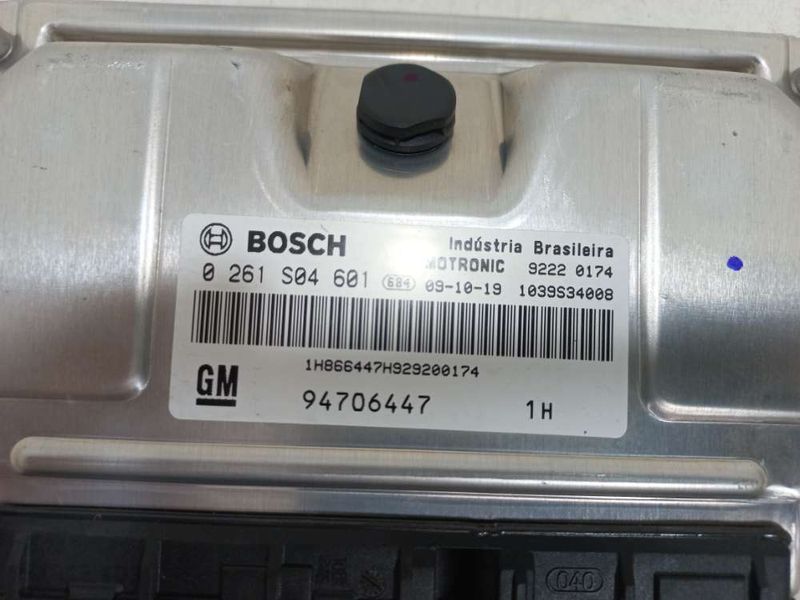 BOSCH Indústria Brasileira
MOTRONIC 9222 0174
0 261 S04 601 684 09-10-19 1039S34008
1H866447H929200174
GM 94706447 1H
040